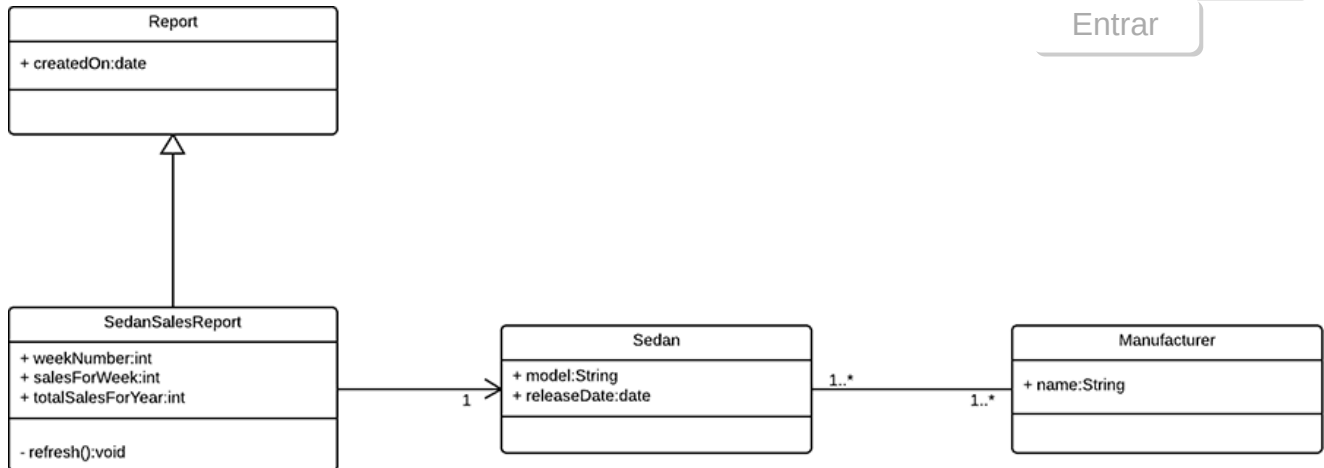 Report
Entrar
+ createdOn:date
SedanSalesReport
+ weekNumber:int
+ salesForWeek:int
+ totalSalesForYear:int
- refresh():void
1
Sedan
+ model:String
+ releaseDate:date
1..*
1..*
Manufacturer
+ name:String